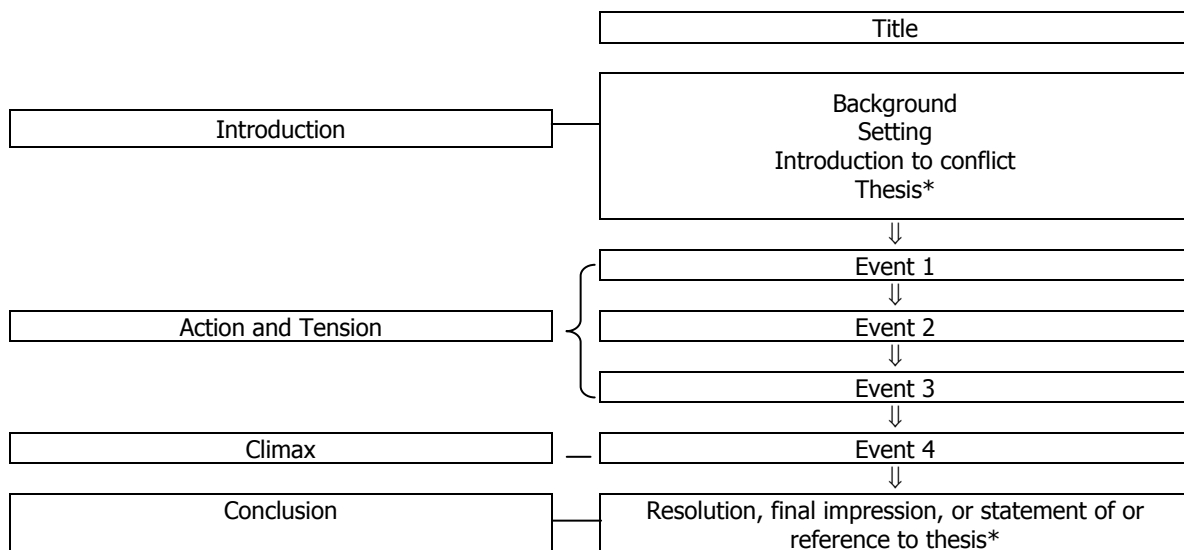 Title
Introduction
Background
Setting
Introduction to conflict
Thesis*
⇓
Event 1
⇓
Action and Tension
Event 2
⇓
Event 3
⇓
Climax
Event 4
⇓
Conclusion
Resolution, final impression, or statement of or
reference to thesis*